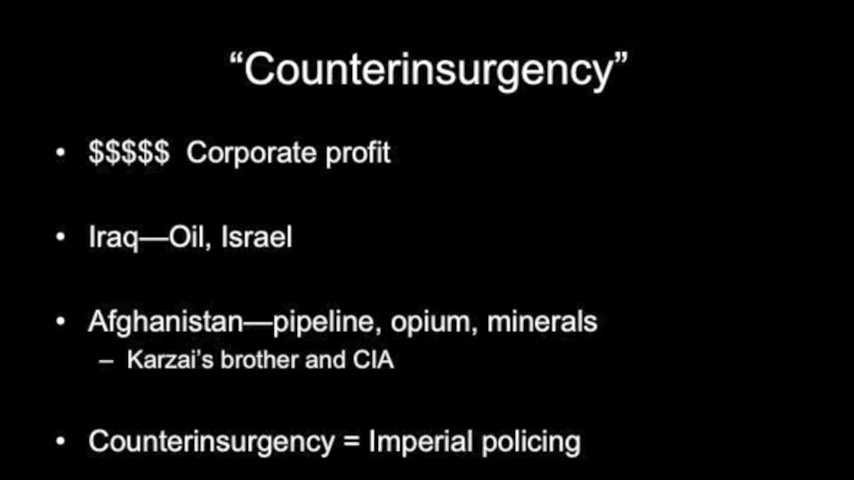 “Counterinsurgency”
• $$$$$ Corporate profit
• Iraq—Oil, Israel
• Afghanistan—pipeline, opium, minerals
– Karzai’s brother and CIA
• Counterinsurgency = Imperial policing